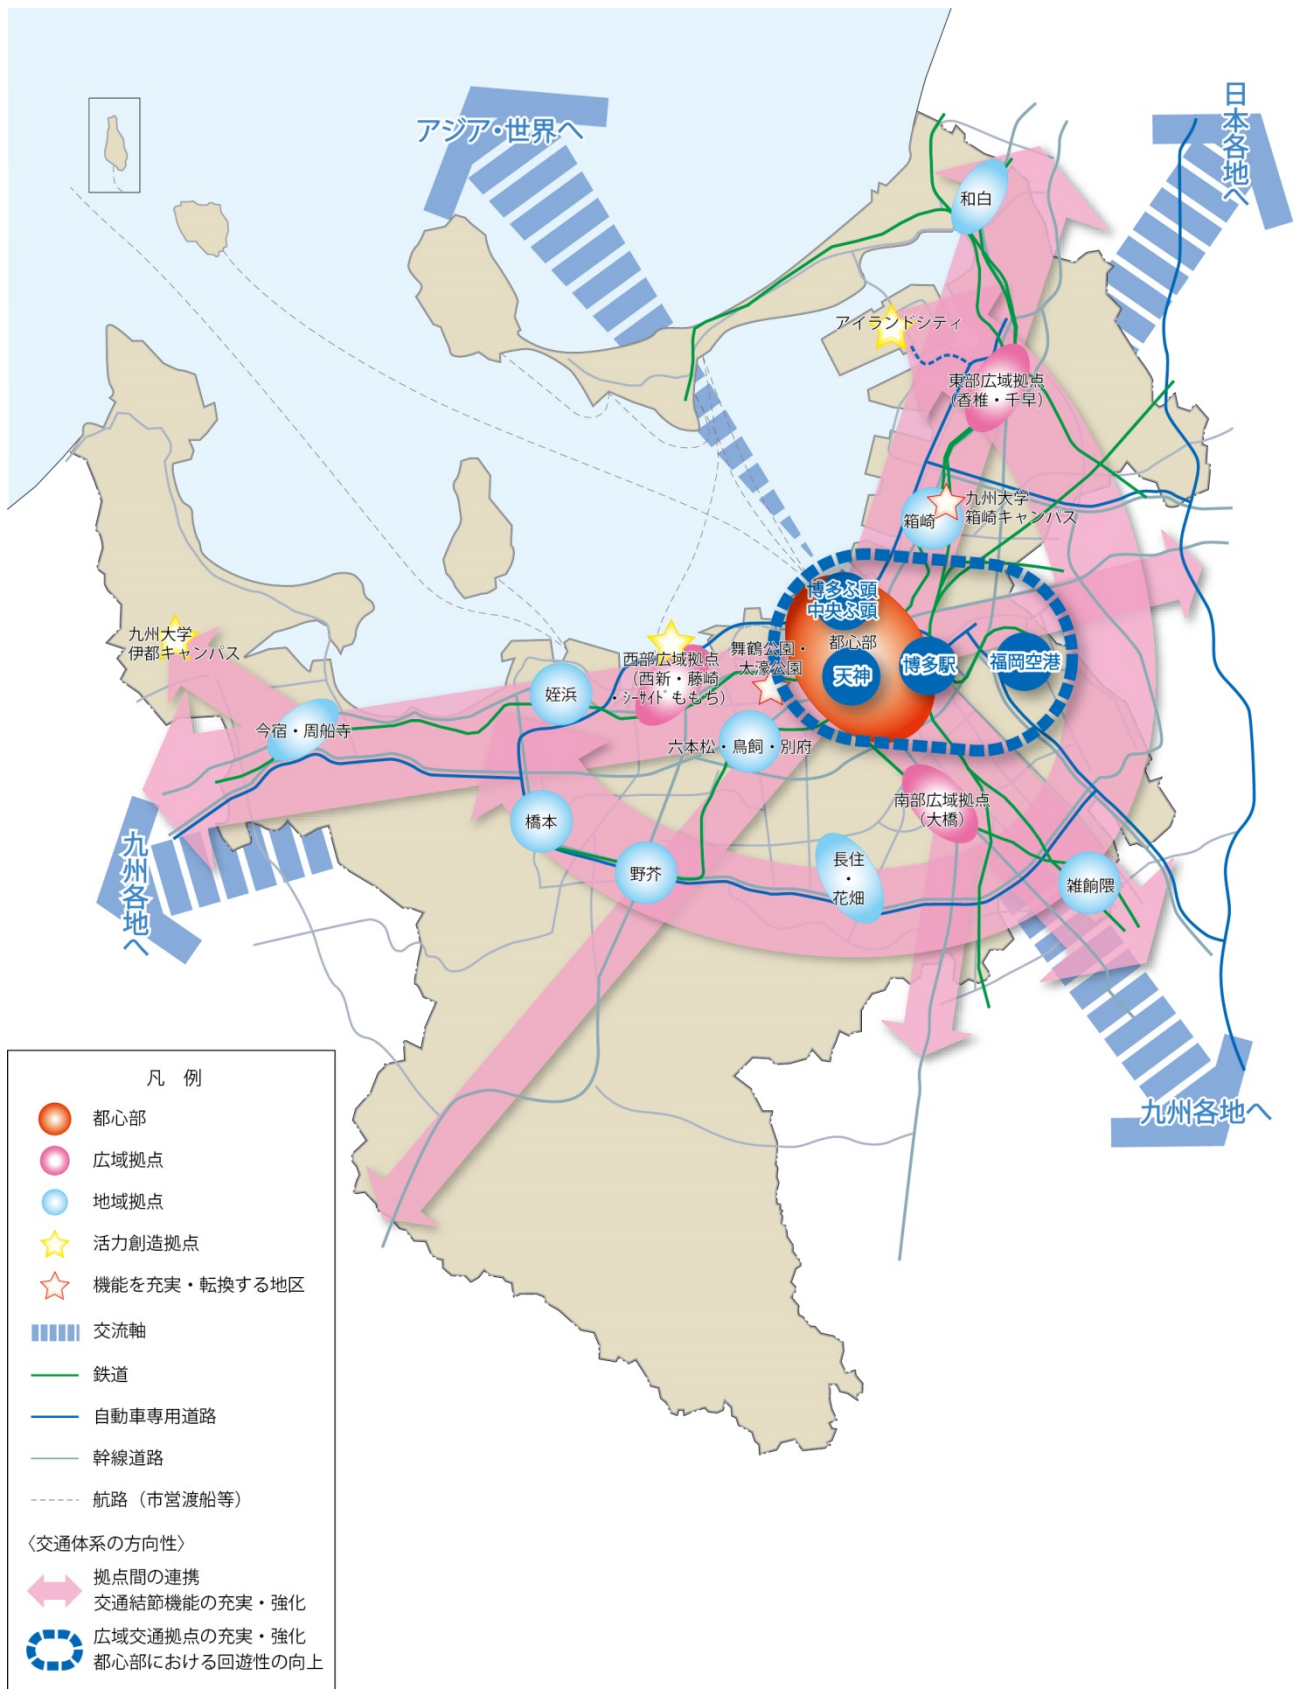 アジア・世界へ
日本各地へ
和白
アイランドシティ
東部広域拠点
（香椎・千早）
九州大学
箱崎キャンパス
箱崎
博多ふ頭
中央ふ頭
都心部
天神
博多駅
福岡空港
舞鶴公園・
大濠公園
西部広域拠点
（西新・藤崎
・ｼｰｻｲﾄﾞももち）
九州大学
伊都キャンパス
姪浜
今宿・周船寺
六本松・鳥飼・別府
南部広域拠点
（大橋）
橋本
野芥
長住
・
花畑
雑餉隈
九州各地へ
九州各地へ
凡　例
都心部
広域拠点
地域拠点
活力創造拠点
機能を充実・転換する地区
交流軸
鉄道
自動車専用道路
幹線道路
航路（市営渡船等）
〈交通体系の方向性〉
拠点間の連携
交通結節機能の充実・強化
広域交通拠点の充実・強化
都心部における回遊性の向上